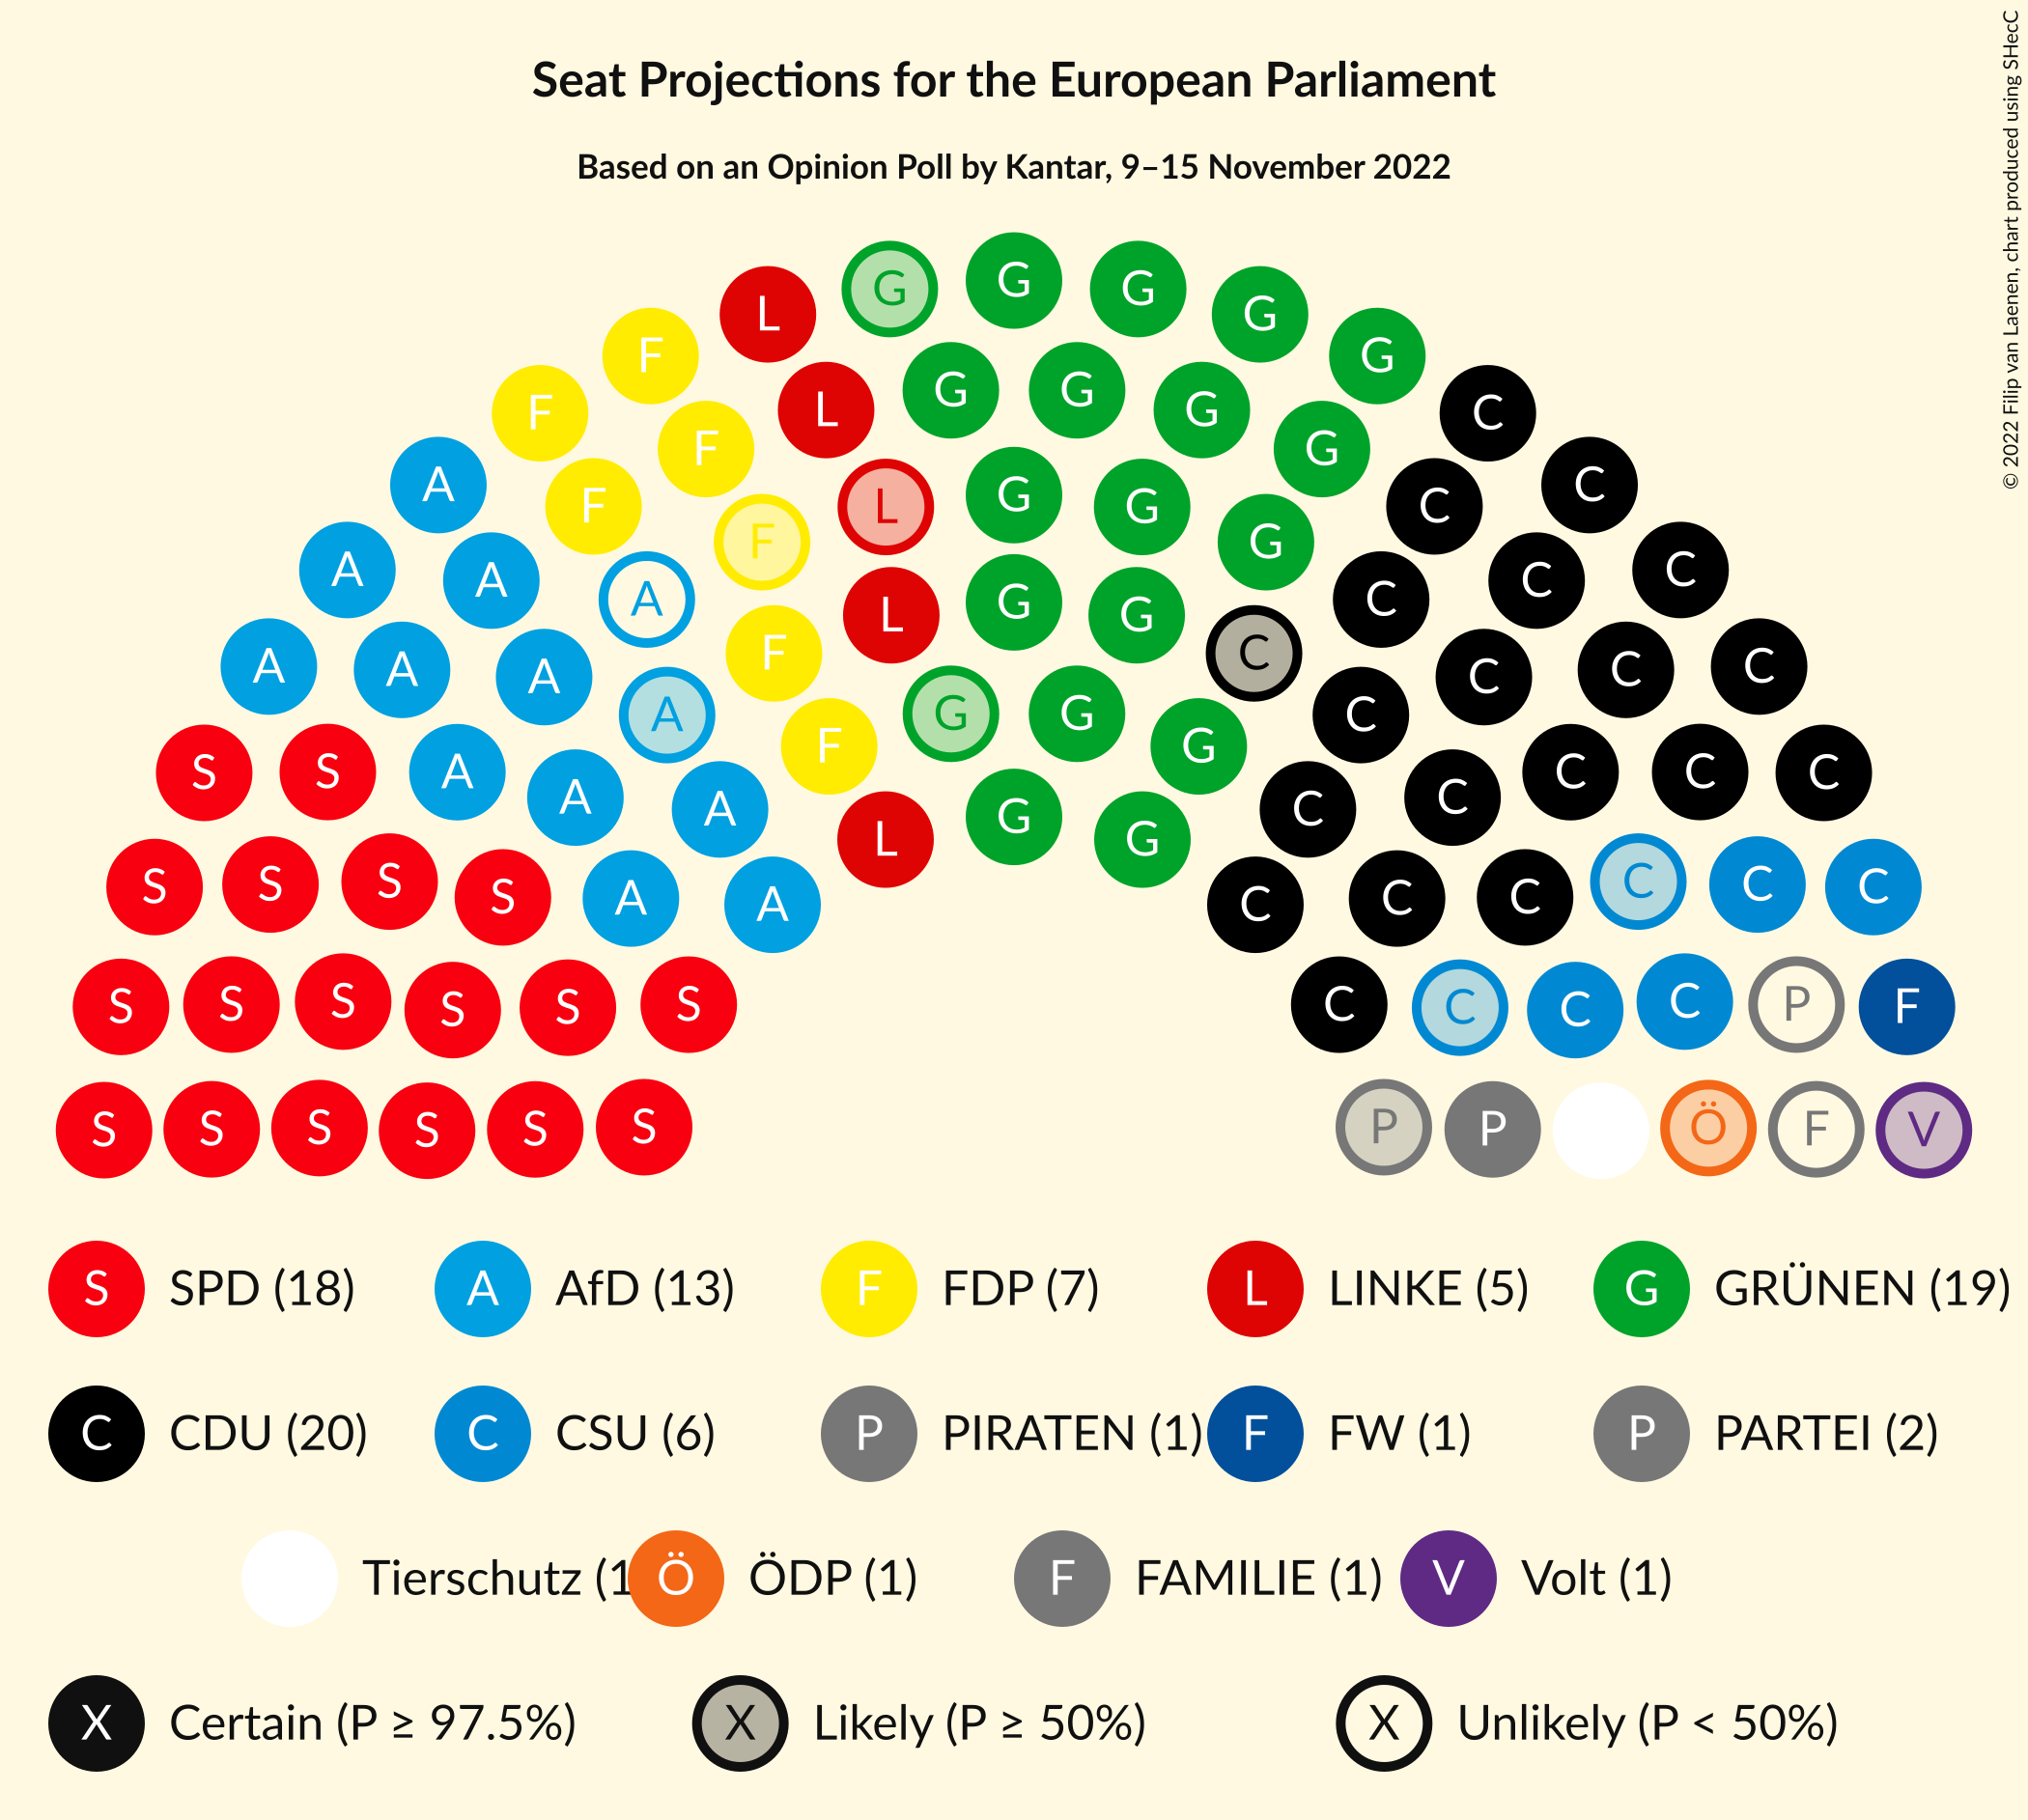 © 2022 Filip van Laenen, chart produced using SHecC
Seat Projections for the European Parliament
Based on an Opinion Poll by Kantar, 9–15 November 2022
L G G G G
F G
F L G G G C
F G
A F L G G C C
A A A F G G C C C
A A A F L G C C C C
S S A A F G G G C C C C
A A L G G C C
S S S S A A C C C C C C
S S S S S S C C C C P F
S S S S S S P P Ö F V
S SPD (18) A AfD (13) F FDP (7) L LINKE (5) G GRÜNEN (19)
C CDU (20) C CSU (6) P PIRATEN (1) F FW (1) P PARTEI (2)
Tierschutz (1 Ö ÖDP (1) F FAMILIE (1) V Volt (1)
X Certain (P ≥ 97.5%) X Likely (P ≥ 50%) X Unlikely (P < 50%)